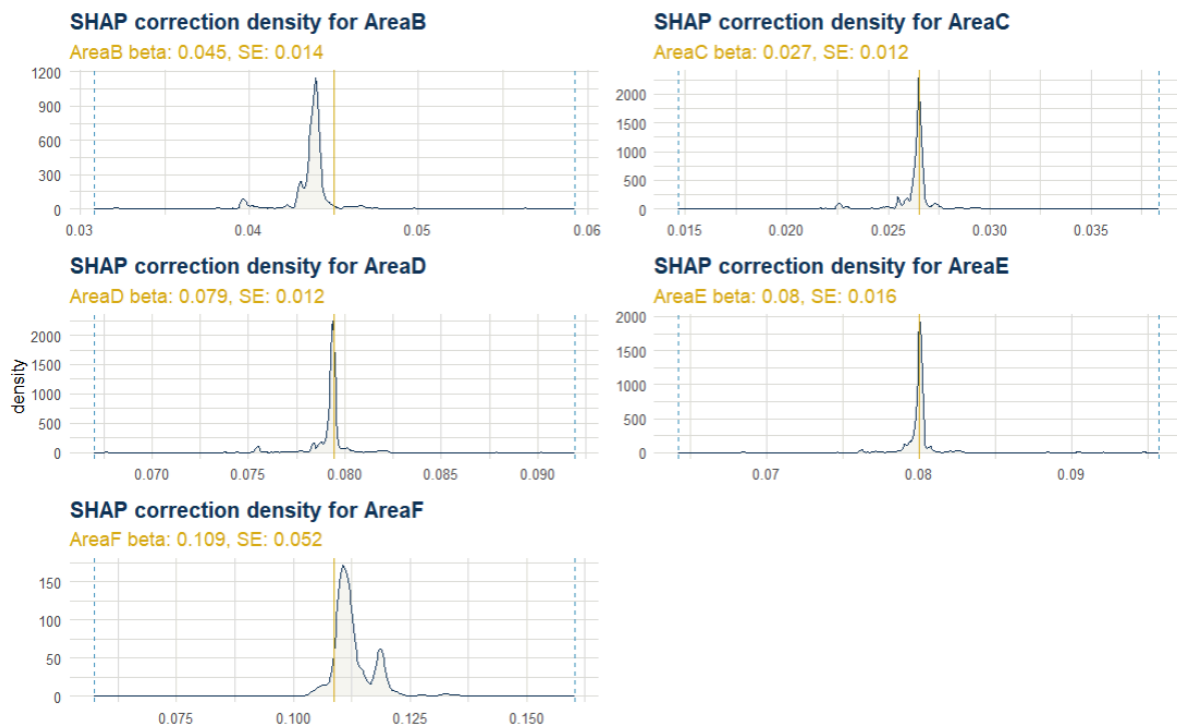 SHAP correction density for AreaB
AreaB beta: 0.045, SE: 0.014
1200
900
600
300
0
0.03 0.04 0.05 0.06
SHAP correction density for AreaC
AreaC beta: 0.027, SE: 0.012
2000
1500
1000
500
0
0.015 0.020 0.025 0.030 0.035
SHAP correction density for AreaD
AreaD beta: 0.079, SE: 0.012
density
2000
1500
1000
500
0
0.070 0.075 0.080 0.085 0.090
SHAP correction density for AreaE
AreaE beta: 0.08, SE: 0.016
2000
1500
1000
500
0
0.07 0.08 0.09
SHAP correction density for AreaF
AreaF beta: 0.109, SE: 0.052
150
100
50
0
0.075 0.100 0.125 0.150